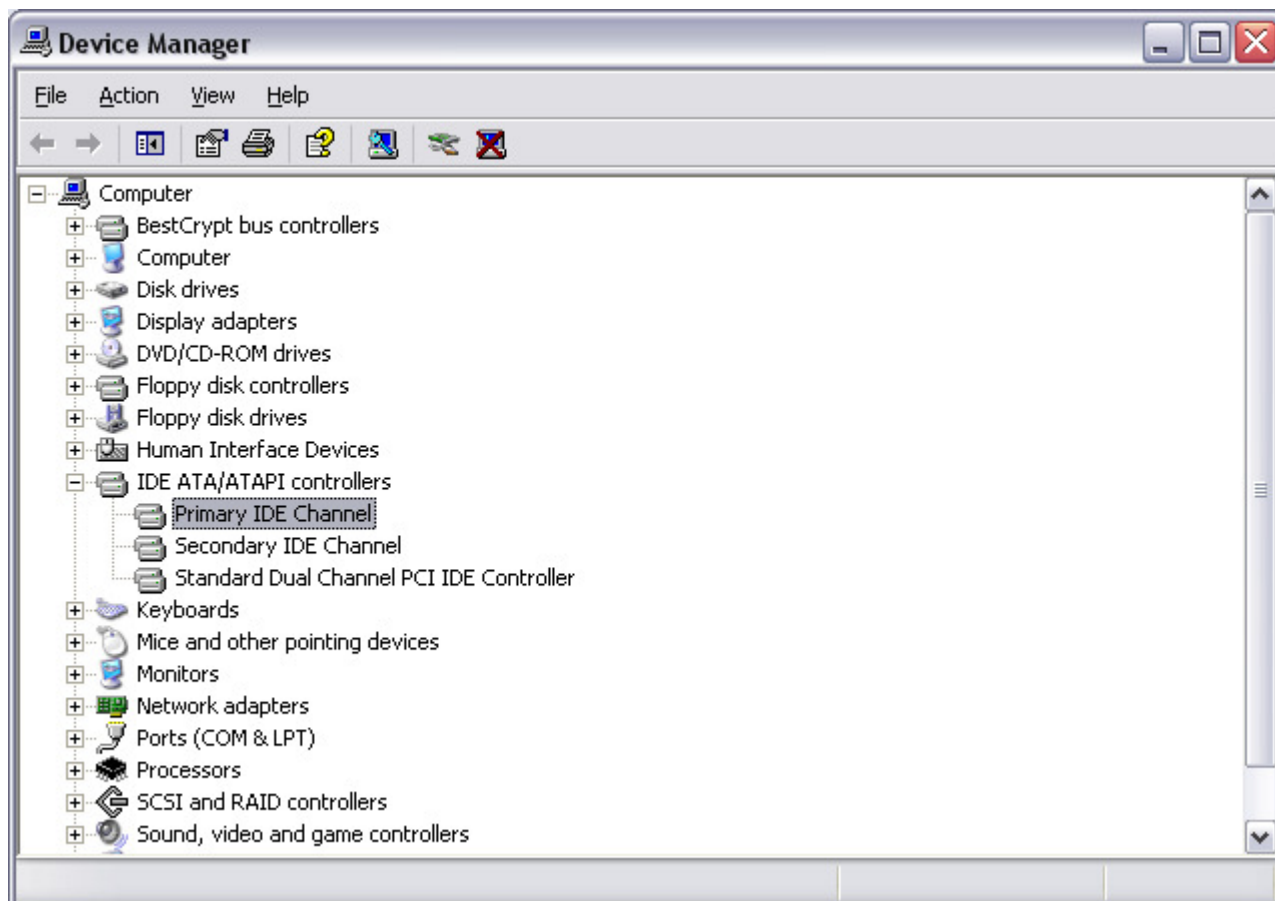 Device Manager
File Action View Help
Computer
BestCrypt bus controllers
Computer
Disk drives
Display adapters
DVD/CD-ROM drives
Floppy disk controllers
Floppy disk drives
Human Interface Devices
IDE ATA/ATAPI controllers
Primary IDE Channel
Secondary IDE Channel
Standard Dual Channel PCI IDE Controller
Keyboards
Mice and other pointing devices
Monitors
Network adapters
Ports (COM & LPT)
Processors
SCSI and RAID controllers
Sound, video and game controllers